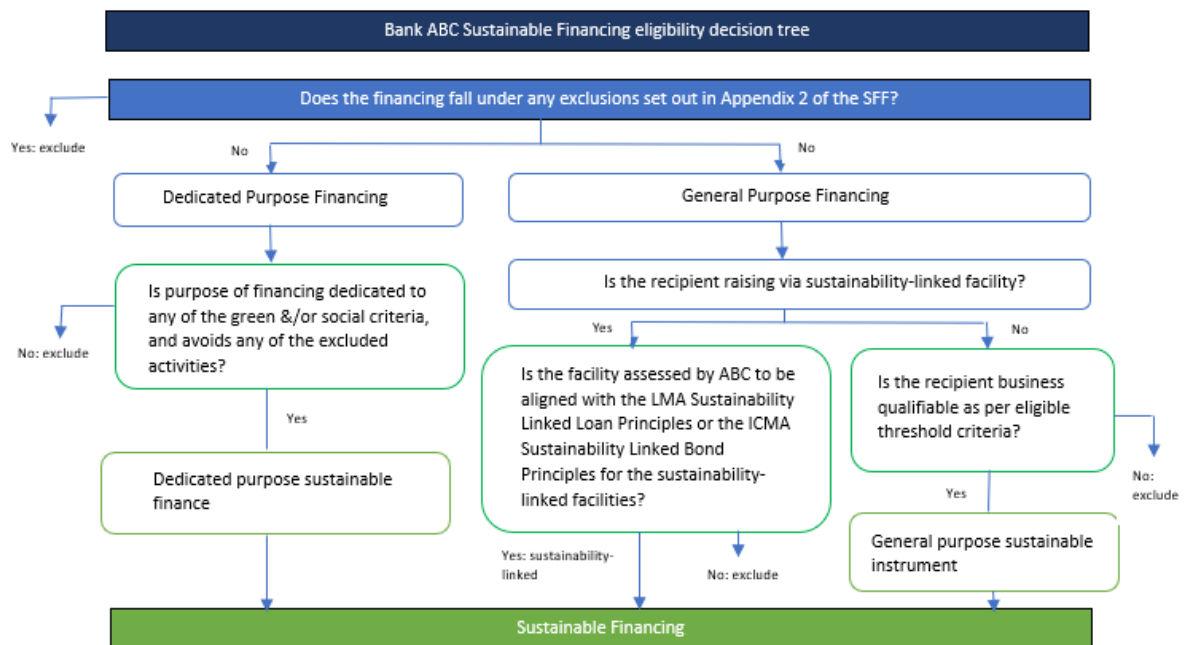 Bank ABC Sustainable Financing eligibility decision tree
Does the financing fall under any exclusions set out in Appendix 2 of the SFF?
Yes: exclude
No
No
Dedicated Purpose Financing
General Purpose Financing
Is the recipient raising via sustainability-linked facility?
Is purpose of financing dedicated to
any of the green &/or social criteria,
and avoids any of the excluded
activities?
No: exclude
Yes
No
Is the facility assessed by ABC to be
aligned with the LMA Sustainability
Linked Loan Principles or the ICMA
Sustainability Linked Bond
Principles for the sustainability-
linked facilities?
Is the recipient business
qualifiable as per eligible
threshold criteria?
Yes
No:
exclude
Dedicated purpose sustainable
finance
Yes
General purpose sustainable
instrument
Yes: sustainability-
linked
No: exclude
Sustainable Financing